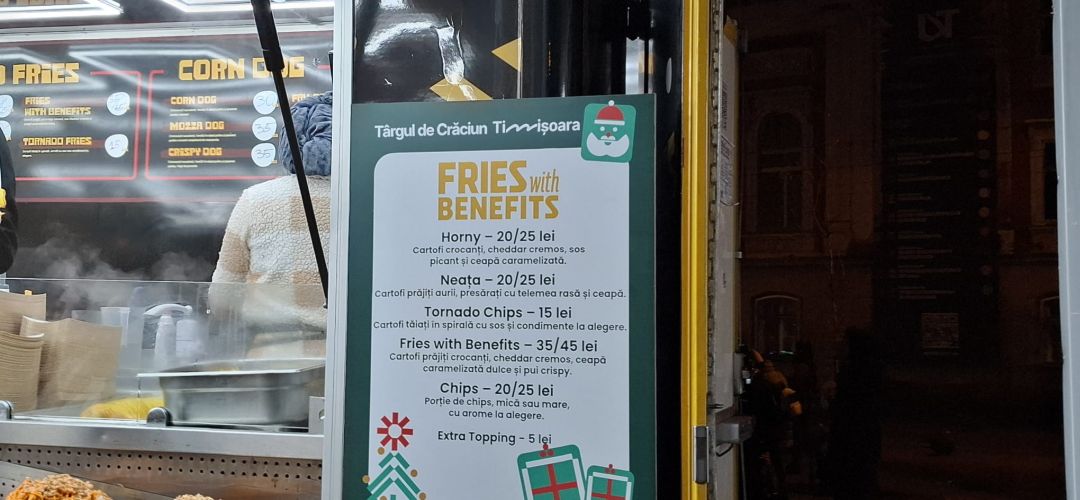 FRIES
CORN DOG
FRIES
WITH BENEFITS
TORNADO FRIES
15
CORN DOG
30
MOZZA DOG
35
CRISPY DOG
35
Târgul de Crăciun Timișoara
FRIES with
BENEFITS
Horny – 20/25 lei
Cartofi crocanți, cheddar cremos, sos
picant și ceapă caramelizată.
Neața – 20/25 lei
Cartofi prăjiți aurii, presărați cu telemea rasă și ceapă.
Tornado Chips – 15 lei
Cartofi tăiați în spirală cu sos și condimente la alegere.
Fries with Benefits – 35/45 lei
Cartofi prăjiți crocanți, cheddar cremos, ceapă
caramelizată dulce și pui crispy.
Chips – 20/25 lei
Porție de chips, mică sau mare,
cu arome la alegere.
Extra Topping - 5 lei